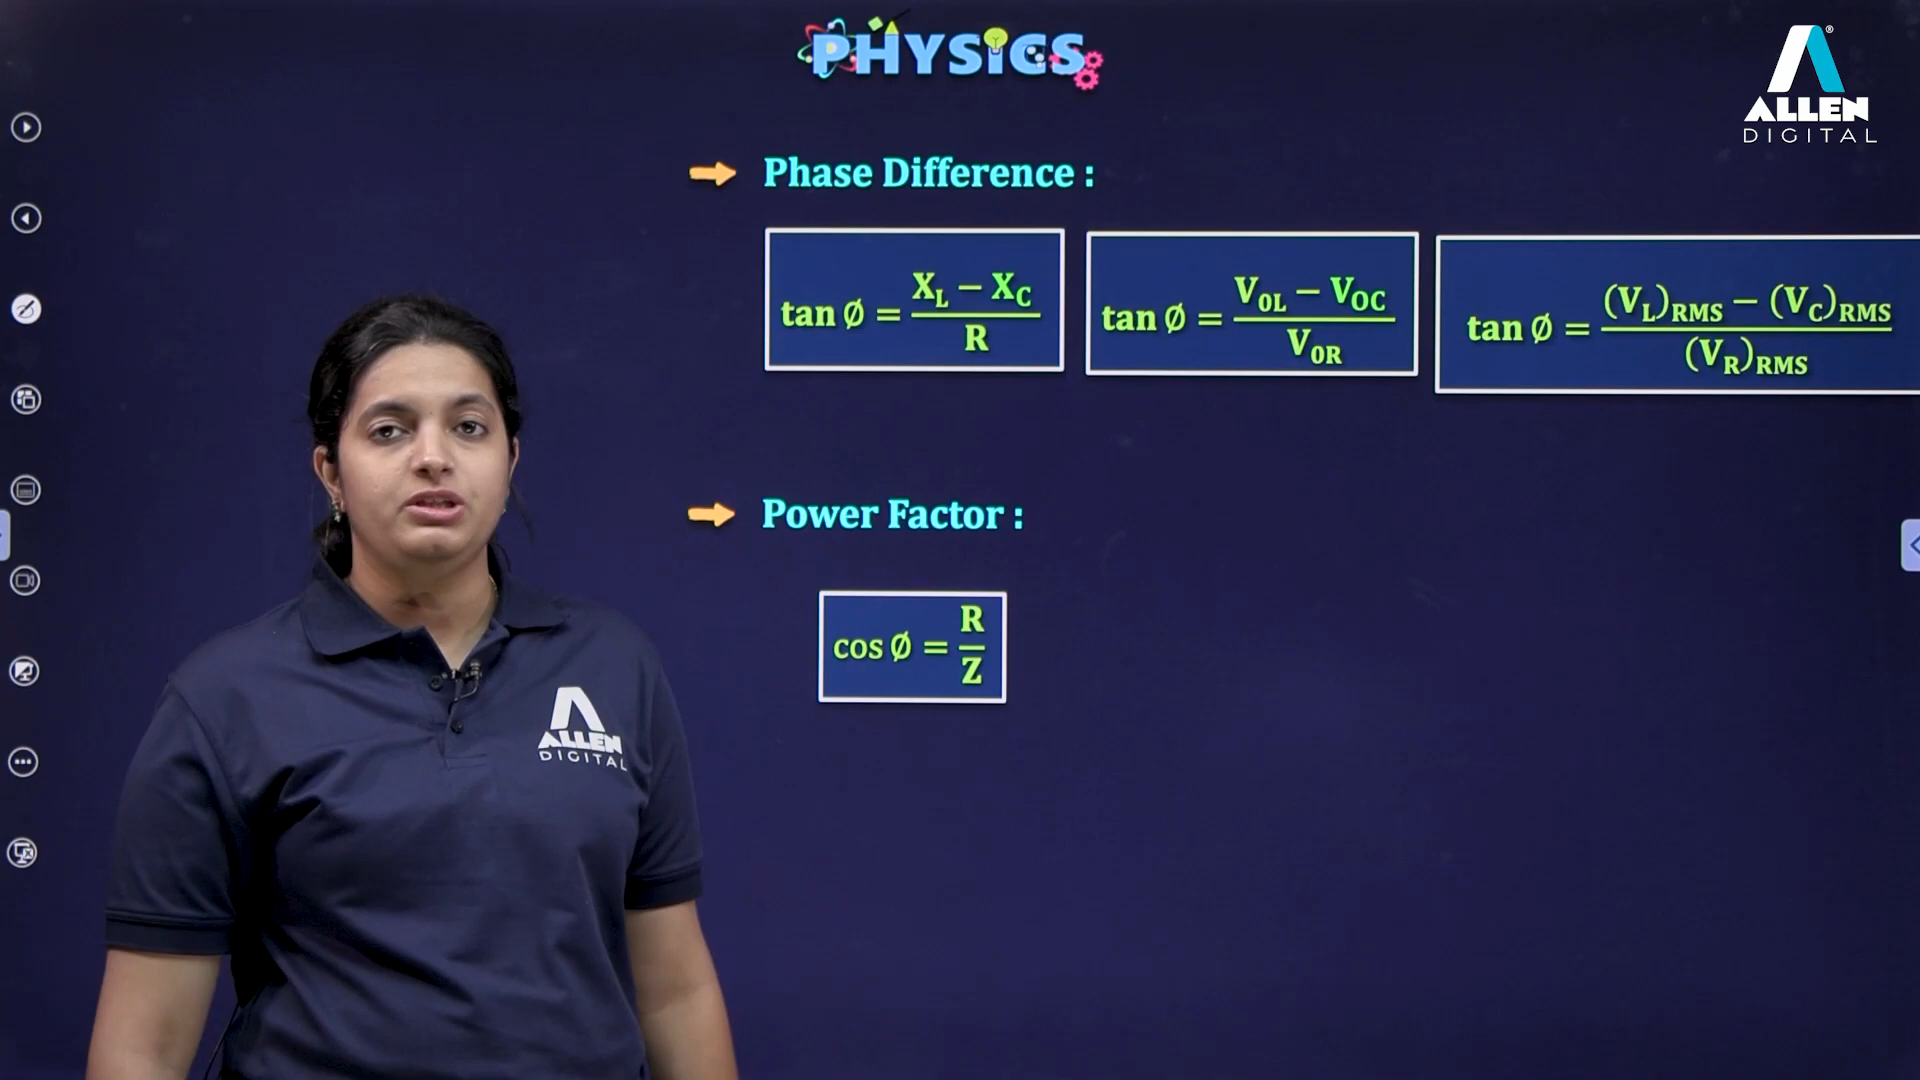 PHYSICS
ALLEN
DIGITAL
Phase Difference :
tan Ø = (X_L − X_C) / R
tan Ø = (V_0L − V_OC) / V_0R
tan Ø = ((V_L)_RMS − (V_C)_RMS) / (V_R)_RMS
Power Factor :
cos Ø = R / Z
ALLEN
DIGITAL